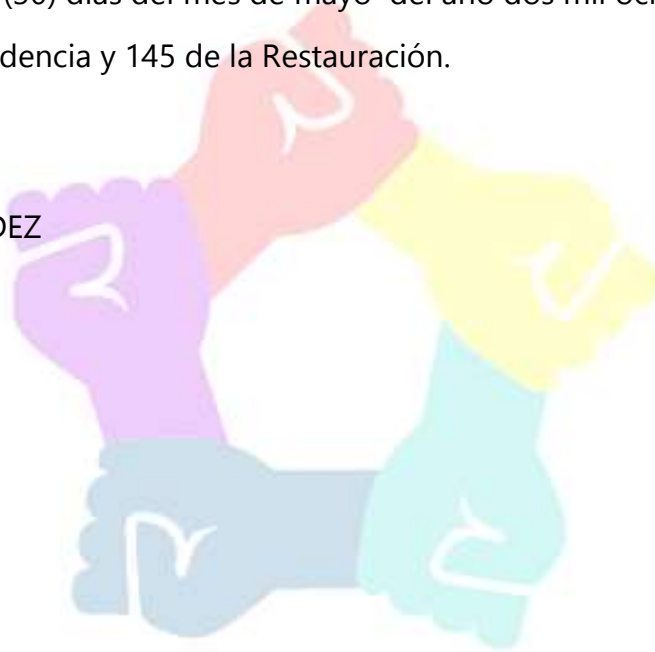 (30) días del mes de mayo del año dos mil
dencia y 145 de la Restauración.
DEZ